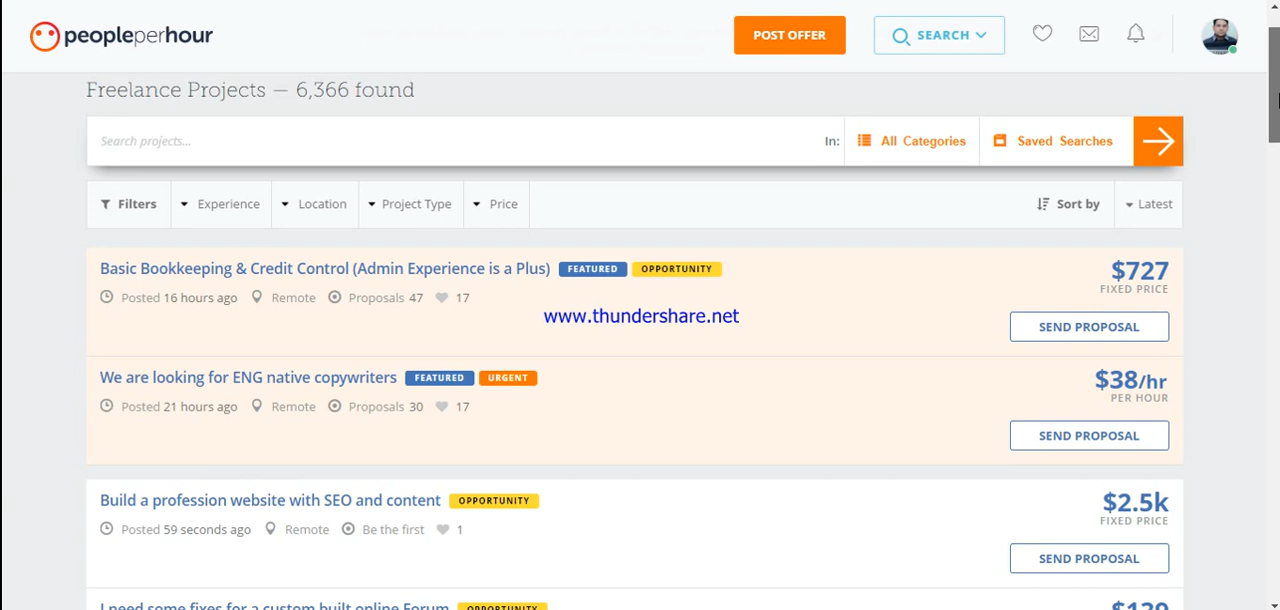 peopleperhour POST OFFER SEARCH
Freelance Projects — 6,366 found
Search projects... In: All Categories Saved Searches
Filters Experience Location Project Type Price Sort by Latest
Basic Bookkeeping & Credit Control (Admin Experience is a Plus) FEATURED OPPORTUNITY $727
FIXED PRICE
Posted 16 hours ago Remote Proposals 47 17
www.thundershare.net
SEND PROPOSAL
We are looking for ENG native copywriters FEATURED URGENT $38/hr
PER HOUR
Posted 21 hours ago Remote Proposals 30 17
SEND PROPOSAL
Build a profession website with SEO and content OPPORTUNITY $2.5k
FIXED PRICE
Posted 59 seconds ago Remote Be the first 1
SEND PROPOSAL
I need some fixes for a custom built online Forum OPPORTUNITY $129